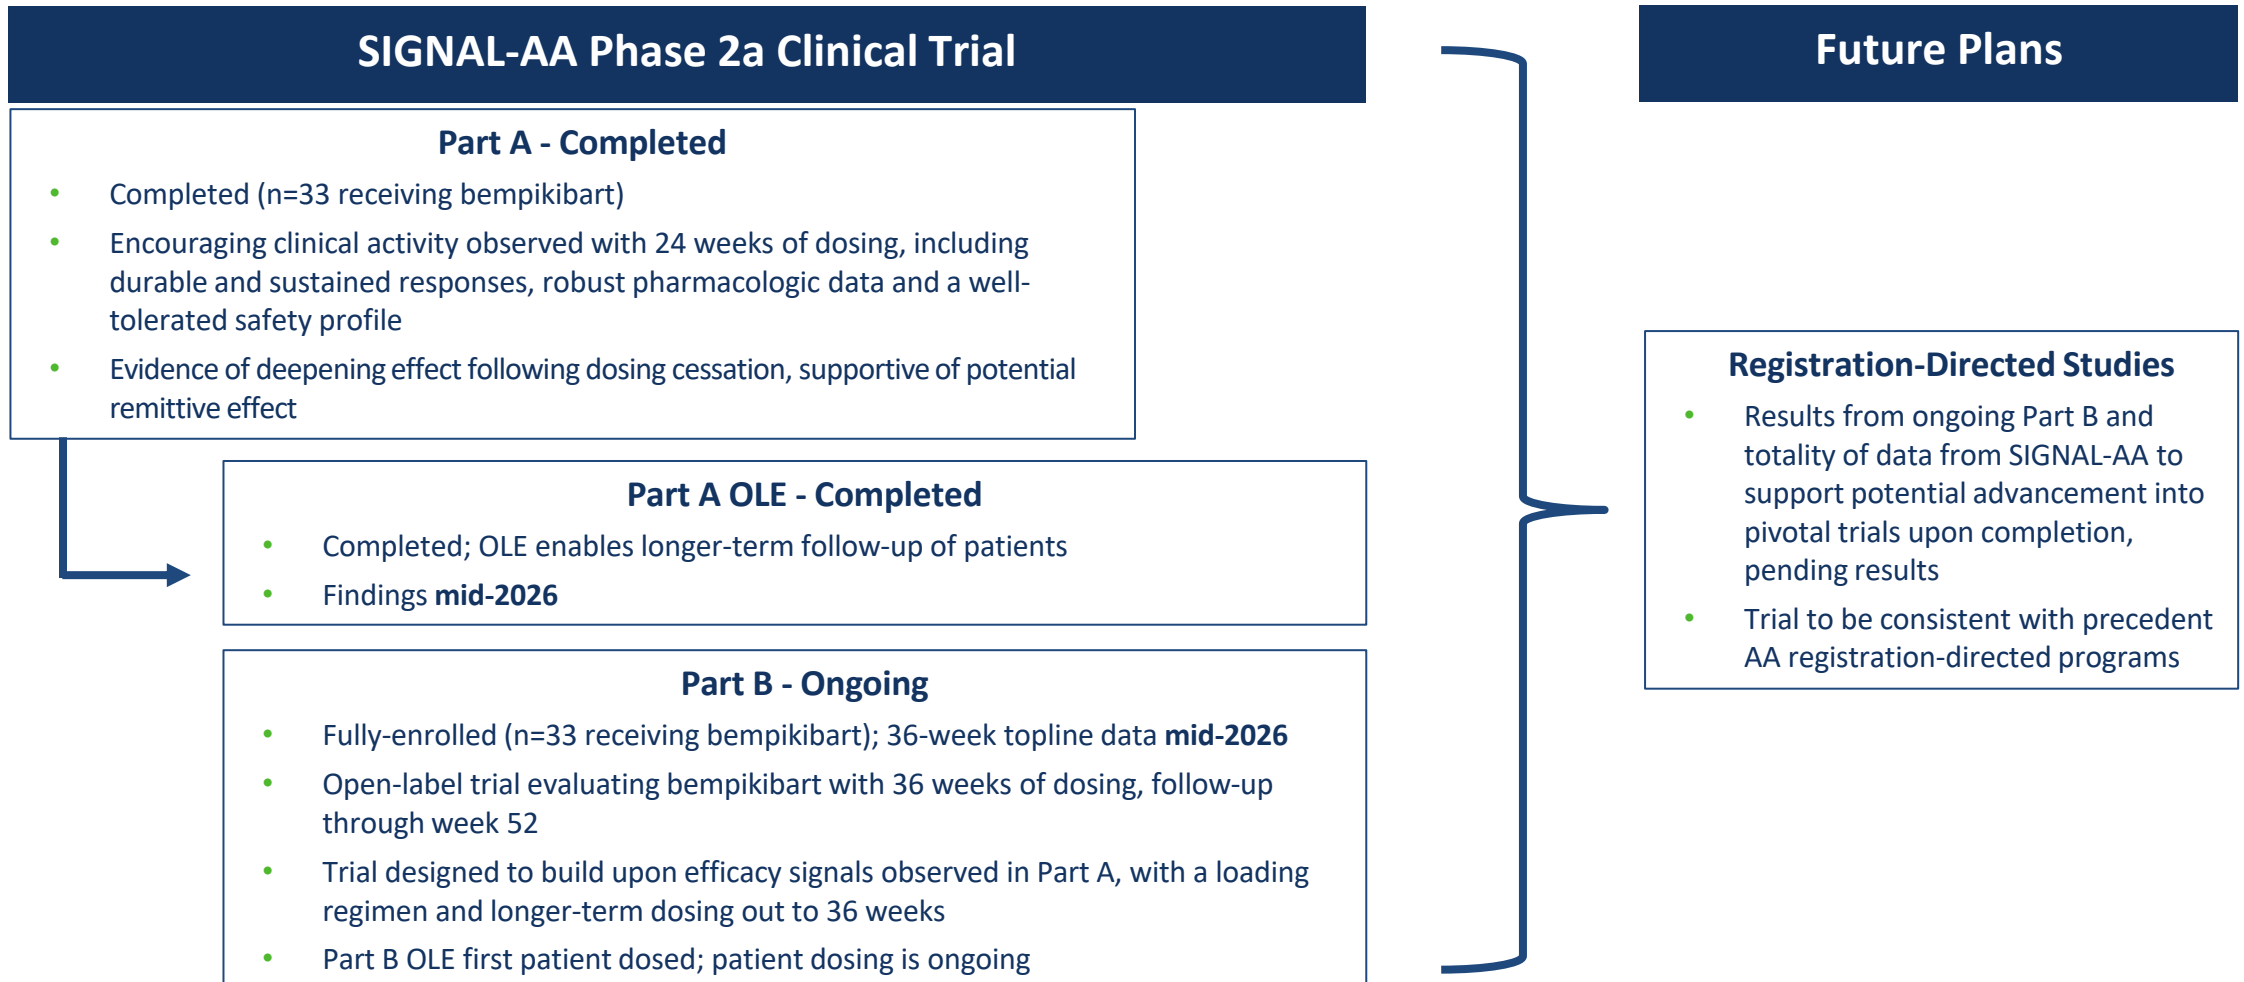 SIGNAL-AA Phase 2a Clinical Trial
Part A - Completed
• Completed (n=33 receiving bempikibart)
• Encouraging clinical activity observed with 24 weeks of dosing, including
durable and sustained responses, robust pharmacologic data and a well-
tolerated safety profile
• Evidence of deepening effect following dosing cessation, supportive of potential
remittive effect
Part A OLE - Completed
• Completed; OLE enables longer-term follow-up of patients
• Findings mid-2026
Part B - Ongoing
• Fully-enrolled (n=33 receiving bempikibart); 36-week topline data mid-2026
• Open-label trial evaluating bempikibart with 36 weeks of dosing, follow-up
through week 52
• Trial designed to build upon efficacy signals observed in Part A, with a loading
regimen and longer-term dosing out to 36 weeks
• Part B OLE first patient dosed; patient dosing is ongoing
Future Plans
Registration-Directed Studies
• Results from ongoing Part B and
totality of data from SIGNAL-AA to
support potential advancement into
pivotal trials upon completion,
pending results
• Trial to be consistent with precedent
AA registration-directed programs